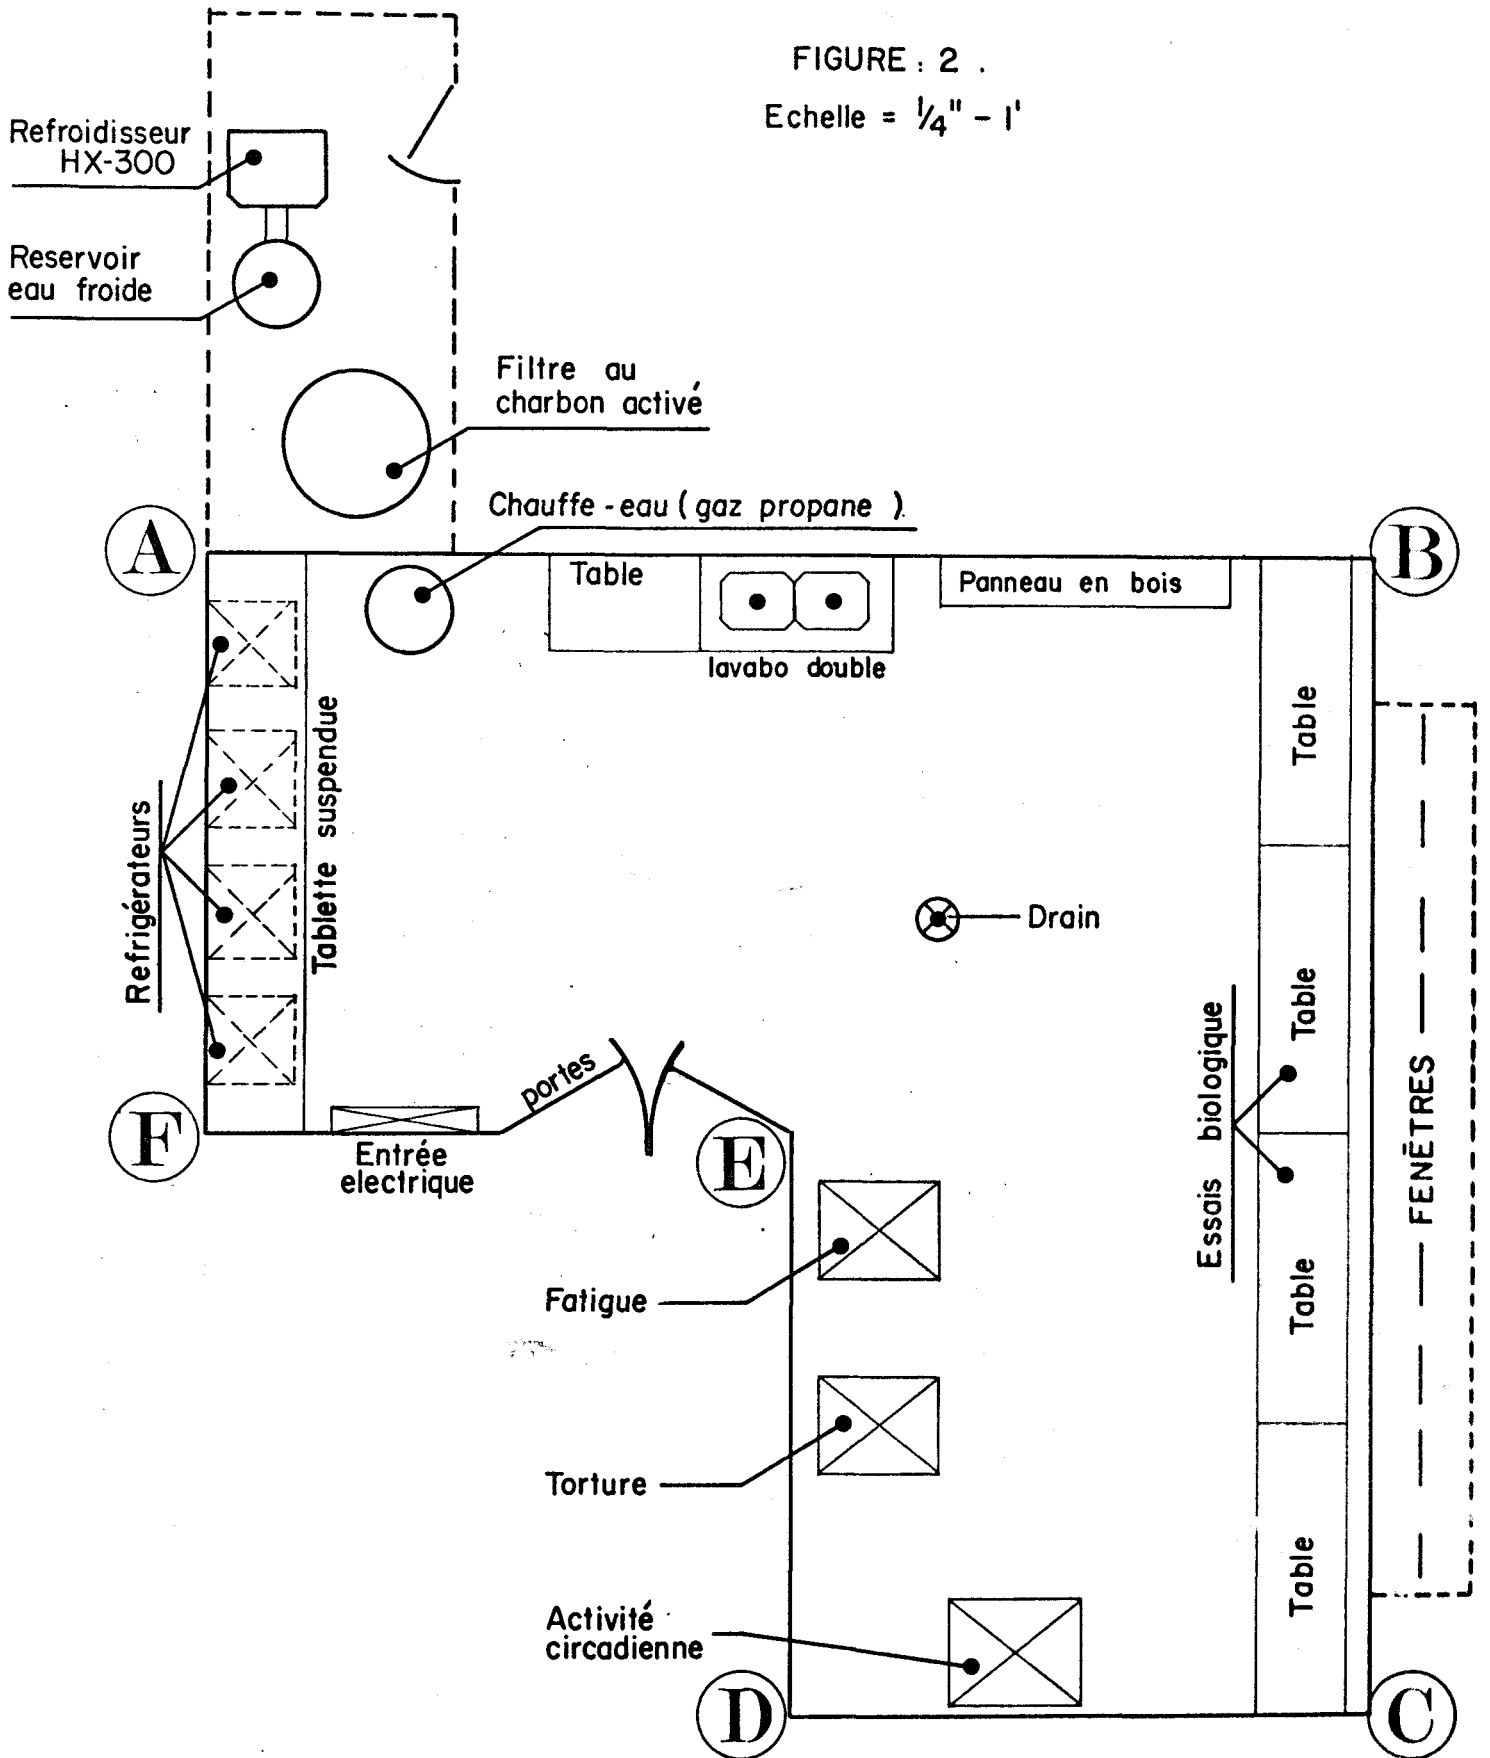 FIGURE : 2 .
Echelle = 1/4" - 1'
Refroidisseur
HX-300
Reservoir
eau froide
Filtre au
charbon activé
Chauffe-eau ( gaz propane ).
A
B
Table
lavabo double
Panneau en bois
Table
Tablette suspendue
Refrigérateurs
Drain
Table
Essais biologique
FENÊTRES
portes
F
Entrée
electrique
E
Fatigue
Table
Torture
Table
Activité
circadienne
D
C